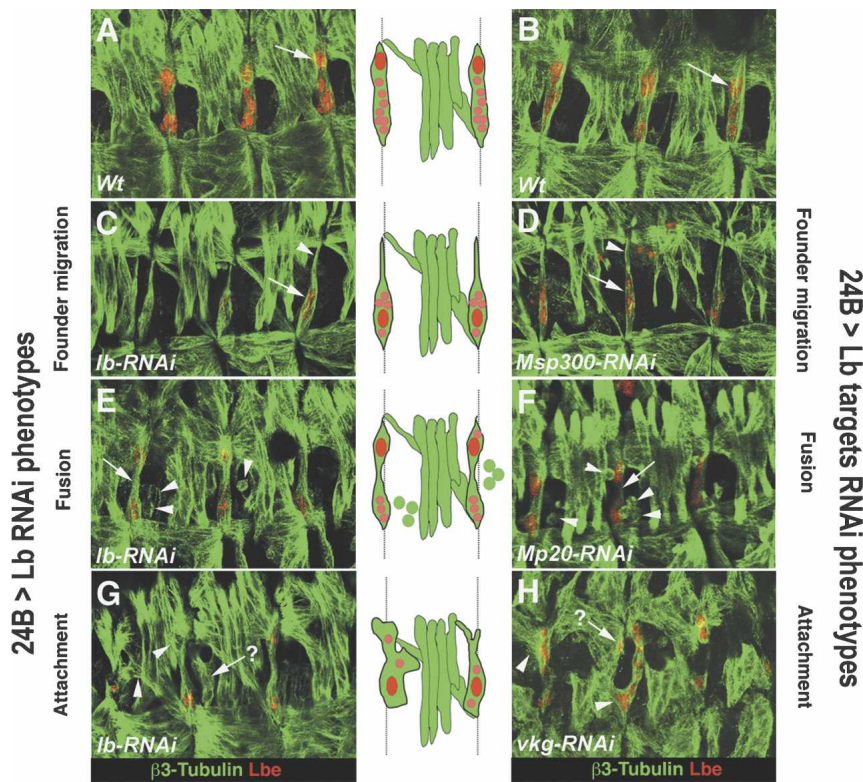 24B > Lb RNAi phenotypes
24B > Lb targets RNAi phenotypes
A
Wt
B
Wt
Founder migration
C
lb-RNAi
D
Msp300-RNAi
Founder migration
Fusion
E
lb-RNAi
F
Mp20-RNAi
Fusion
Attachment
G
?
lb-RNAi
H
?
vkg-RNAi
Attachment
β3-Tubulin Lbe
β3-Tubulin Lbe